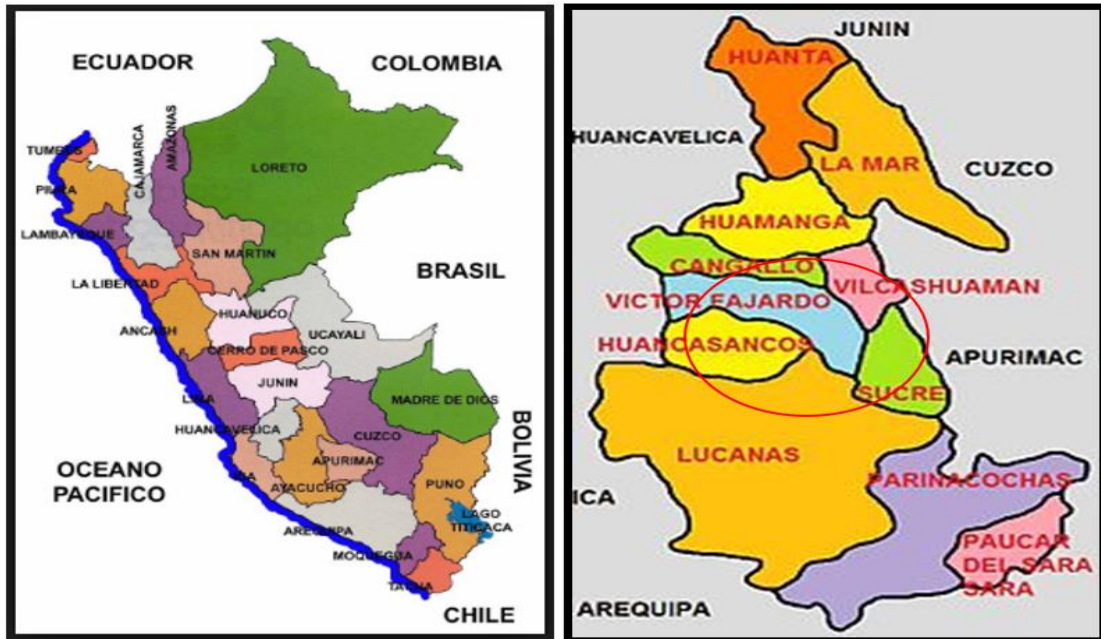 ECUADOR
COLOMBIA
TUMBES
PIURA
CAJAMARCA
AMAZONAS
LORETO
LAMBAYEQUE
SAN MARTIN
BRASIL
LA LIBERTAD
HUANUCO
ANCASH
UCAYALI
CERRO DE PASCO
JUNIN
LIMA
MADRE DE DIOS
HUANCAVELICA
CUZCO
BOLIVIA
OCEANO
PACIFICO
APURIMAC
ICA
AYACUCHO
PUNO
LAGO
TITICACA
AREQUIPA
MOQUEGUA
TACNA
CHILE
JUNIN
HUANTA
HUANCAVELICA
LA MAR
CUZCO
HUAMANGA
CANGALLO
VILCASHUAMAN
VICTOR FAJARDO
HUANCASANCOS
APURIMAC
SUCRE
LUCANAS
PARINACOCHAS
ICA
PAUCAR
DEL SARA
SARA
AREQUIPA